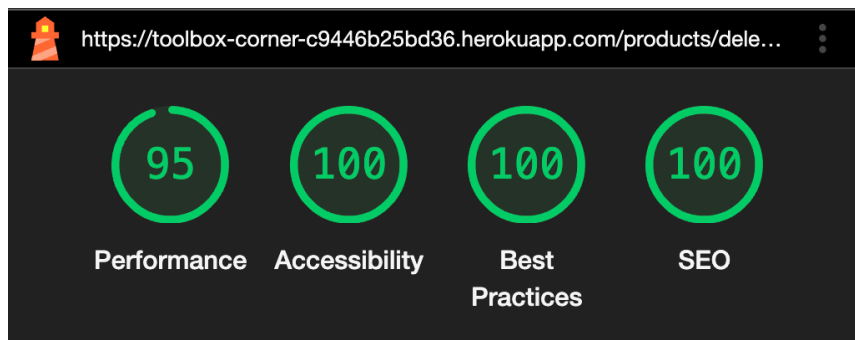 https://toolbox-corner-c9446b25bd36.herokuapp.com/products/dele...
95 100 100 100
Performance Accessibility Best Practices SEO